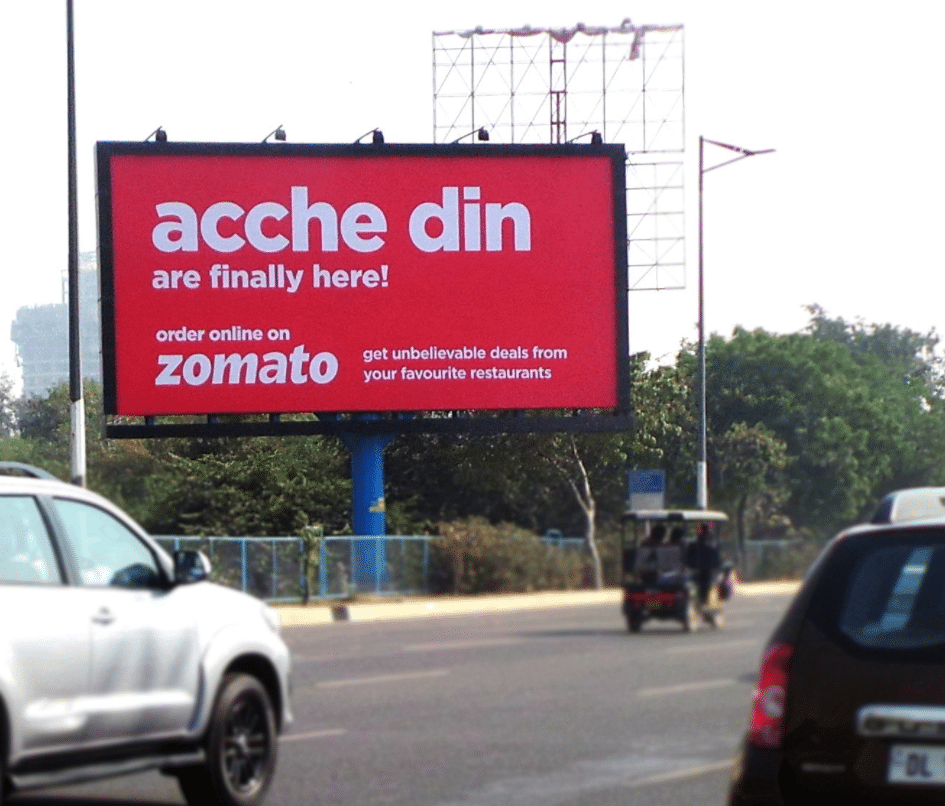 acche din
are finally here!
order online on
zomato
get unbelievable deals from
your favourite restaurants
DL